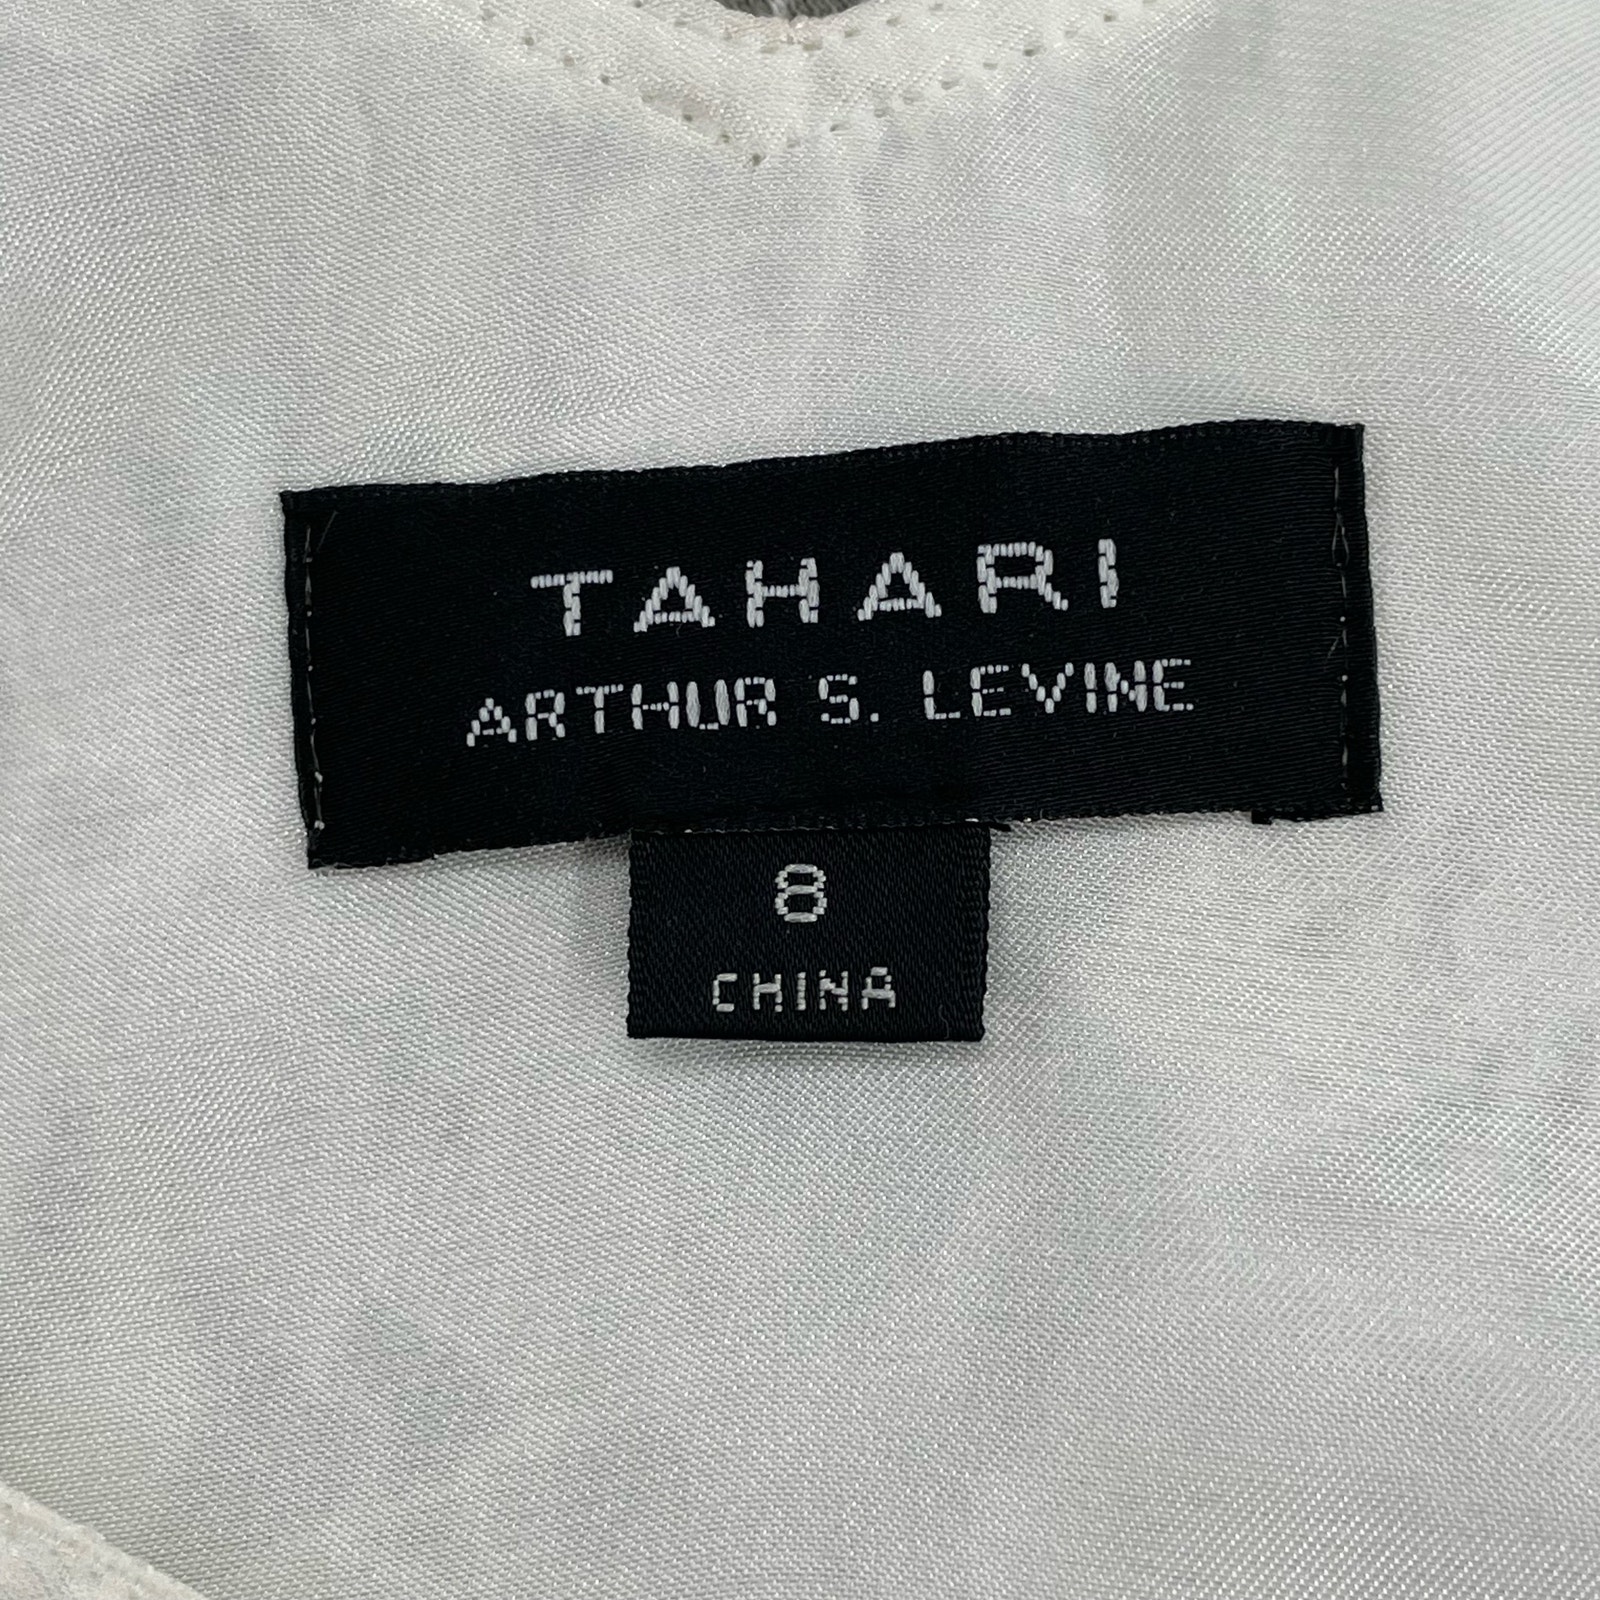 TAHARI
ARTHUR S. LEVINE
8
CHINA